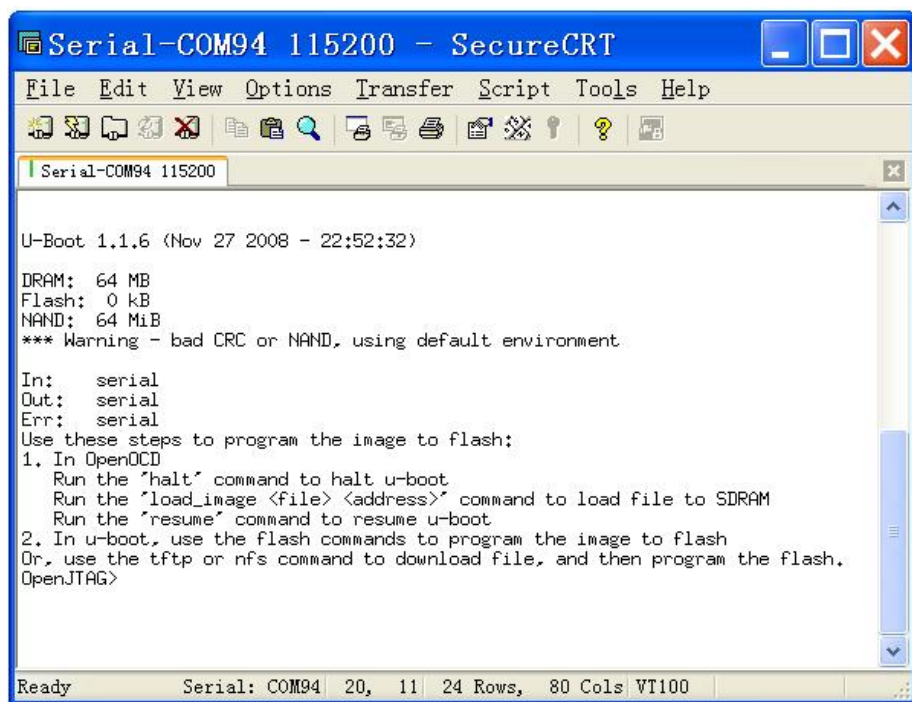 Serial-COM94 115200 - SecureCRT
File Edit View Options Transfer Script Tools Help
Serial-COM94 115200
U-Boot 1.1.6 (Nov 27 2008 - 22:52:32)
DRAM:  64 MB
Flash:  0 kB
NAND:  64 MiB
*** Warning - bad CRC or NAND, using default environment
In:    serial
Out:   serial
Err:   serial
Use these steps to program the image to flash:
1. In OpenOCD
   Run the 'halt' command to halt u-boot
   Run the 'load_image <file> <address>' command to load file to SDRAM
   Run the 'resume' command to resume u-boot
2. In u-boot, use the flash commands to program the image to flash
Or, use the tftp or nfs command to download file, and then program the flash.
OpenJTAG>
Ready Serial: COM94 20, 11 24 Rows, 80 Cols VT100